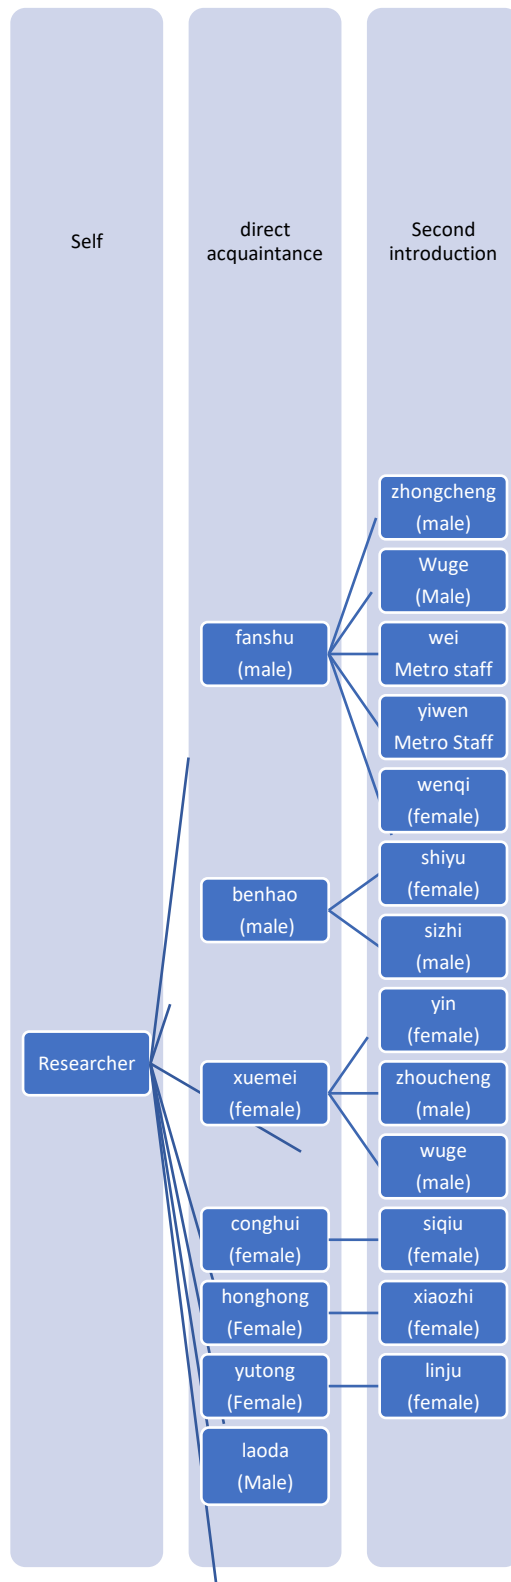 Self
direct
acquaintance
Second
introduction
Researcher
fanshu
(male)
benhao
(male)
xuemei
(female)
conghui
(female)
honghong
(Female)
yutong
(Female)
laoda
(Male)
zhongcheng
(male)
Wuge
(Male)
wei
Metro staff
yiwen
Metro Staff
wenqi
(female)
shiyu
(female)
sizhi
(male)
yin
(female)
zhoucheng
(male)
wuge
(male)
siqiu
(female)
xiaozhi
(female)
linju
(female)